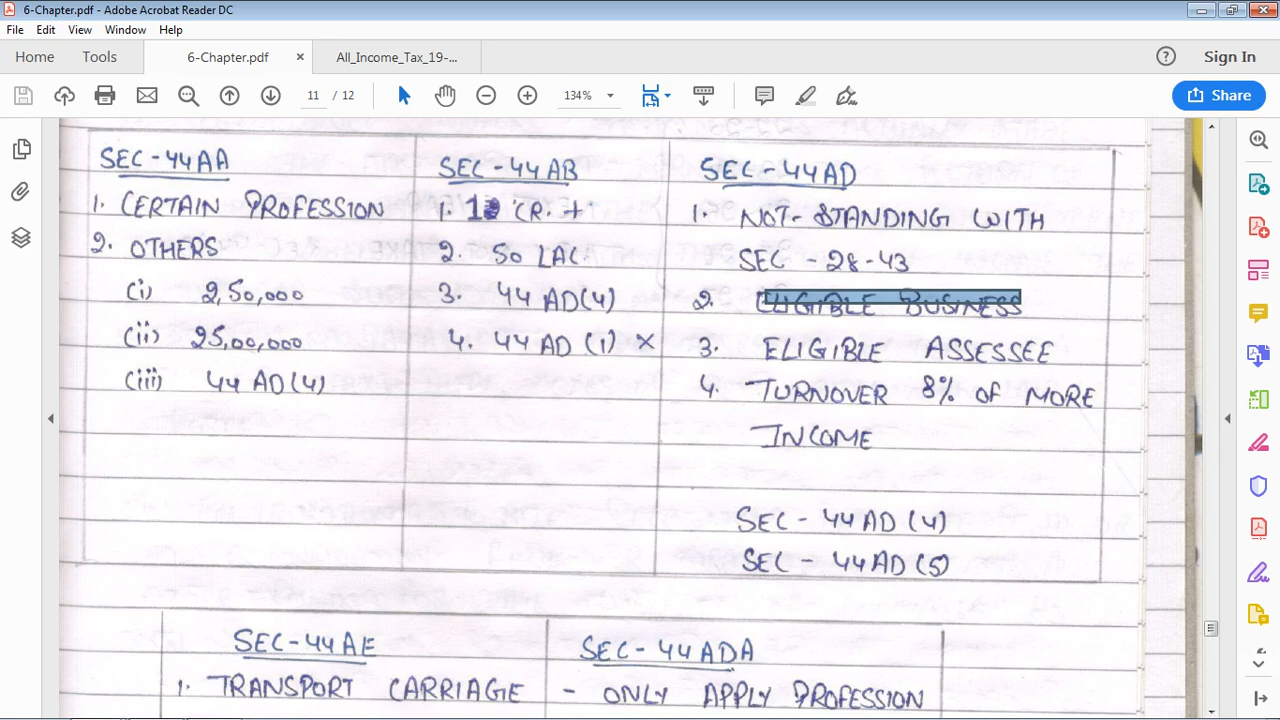 6-Chapter.pdf - Adobe Acrobat Reader DC
File Edit View Window Help
Home Tools 6-Chapter.pdf × All_Income_Tax_19-... Sign In
11 / 12 134% Share
SEC-44AA
1. CERTAIN PROFESSION
2. OTHERS
(i) 2,50,000
(ii) 25,00,000
(iii) 44 AD(4)
SEC-44AB
1. 1 CR. +
2. 50 LAC.
3. 44 AD(4)
4. 44 AD (1) ×
SEC-44AD
1. NOT-STANDING WITH
SEC - 28-43
2. ELIGIBLE BUSINESS
3. ELIGIBLE ASSESSEE
4. TURNOVER 8% OF MORE
INCOME
SEC - 44AD (4)
SEC - 44AD (5)
SEC-44AE
1. TRANSPORT CARRIAGE
SEC-44ADA
- ONLY APPLY PROFESSION